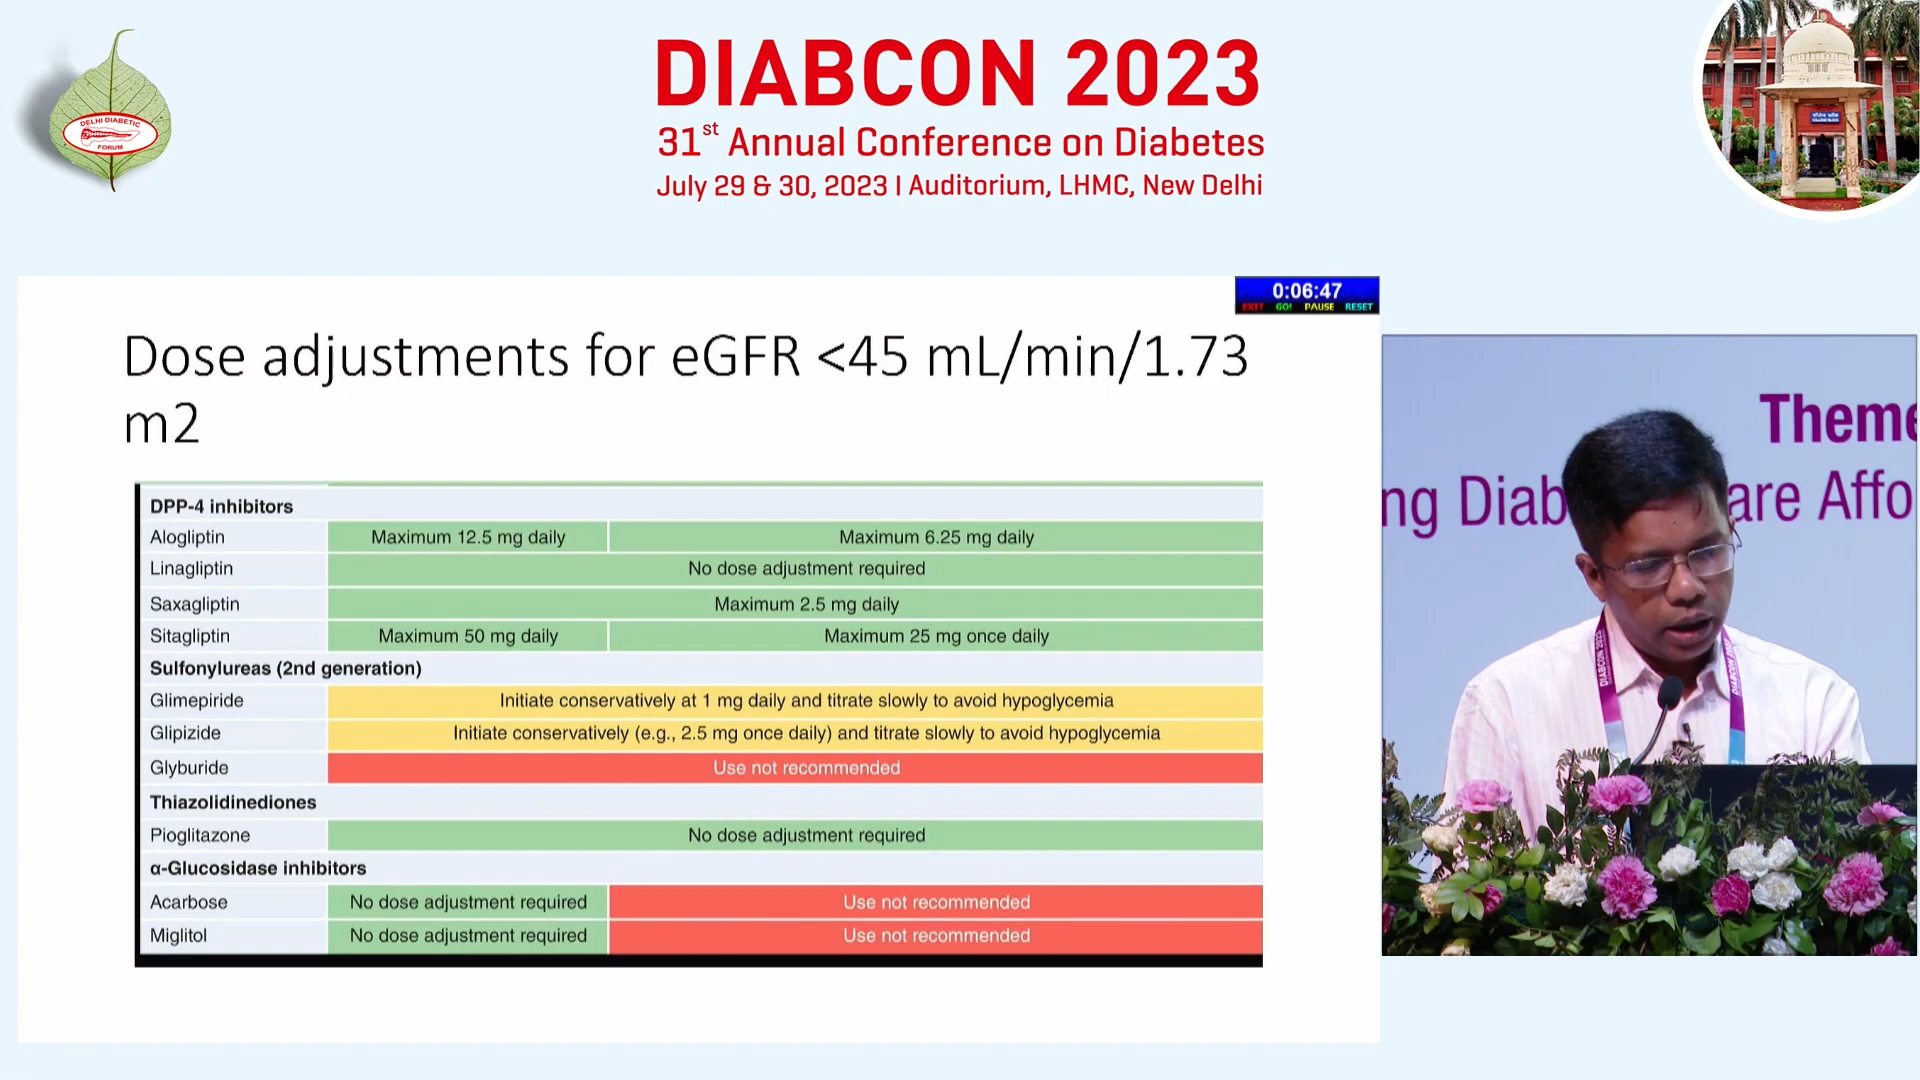 DELHI DIABETIC
FORUM
DIABCON 2023
31st Annual Conference on Diabetes
July 29 & 30, 2023 | Auditorium, LHMC, New Delhi
0:06:47
EXIT GO! PAUSE RESET
Dose adjustments for eGFR <45 mL/min/1.73
m2
DPP-4 inhibitors
Alogliptin Maximum 12.5 mg daily Maximum 6.25 mg daily
Linagliptin No dose adjustment required
Saxagliptin Maximum 2.5 mg daily
Sitagliptin Maximum 50 mg daily Maximum 25 mg once daily
Sulfonylureas (2nd generation)
Glimepiride Initiate conservatively at 1 mg daily and titrate slowly to avoid hypoglycemia
Glipizide Initiate conservatively (e.g., 2.5 mg once daily) and titrate slowly to avoid hypoglycemia
Glyburide Use not recommended
Thiazolidinediones
Pioglitazone No dose adjustment required
α-Glucosidase inhibitors
Acarbose No dose adjustment required Use not recommended
Miglitol No dose adjustment required Use not recommended
Theme
ng Diab are Affo
DIABCON 2023